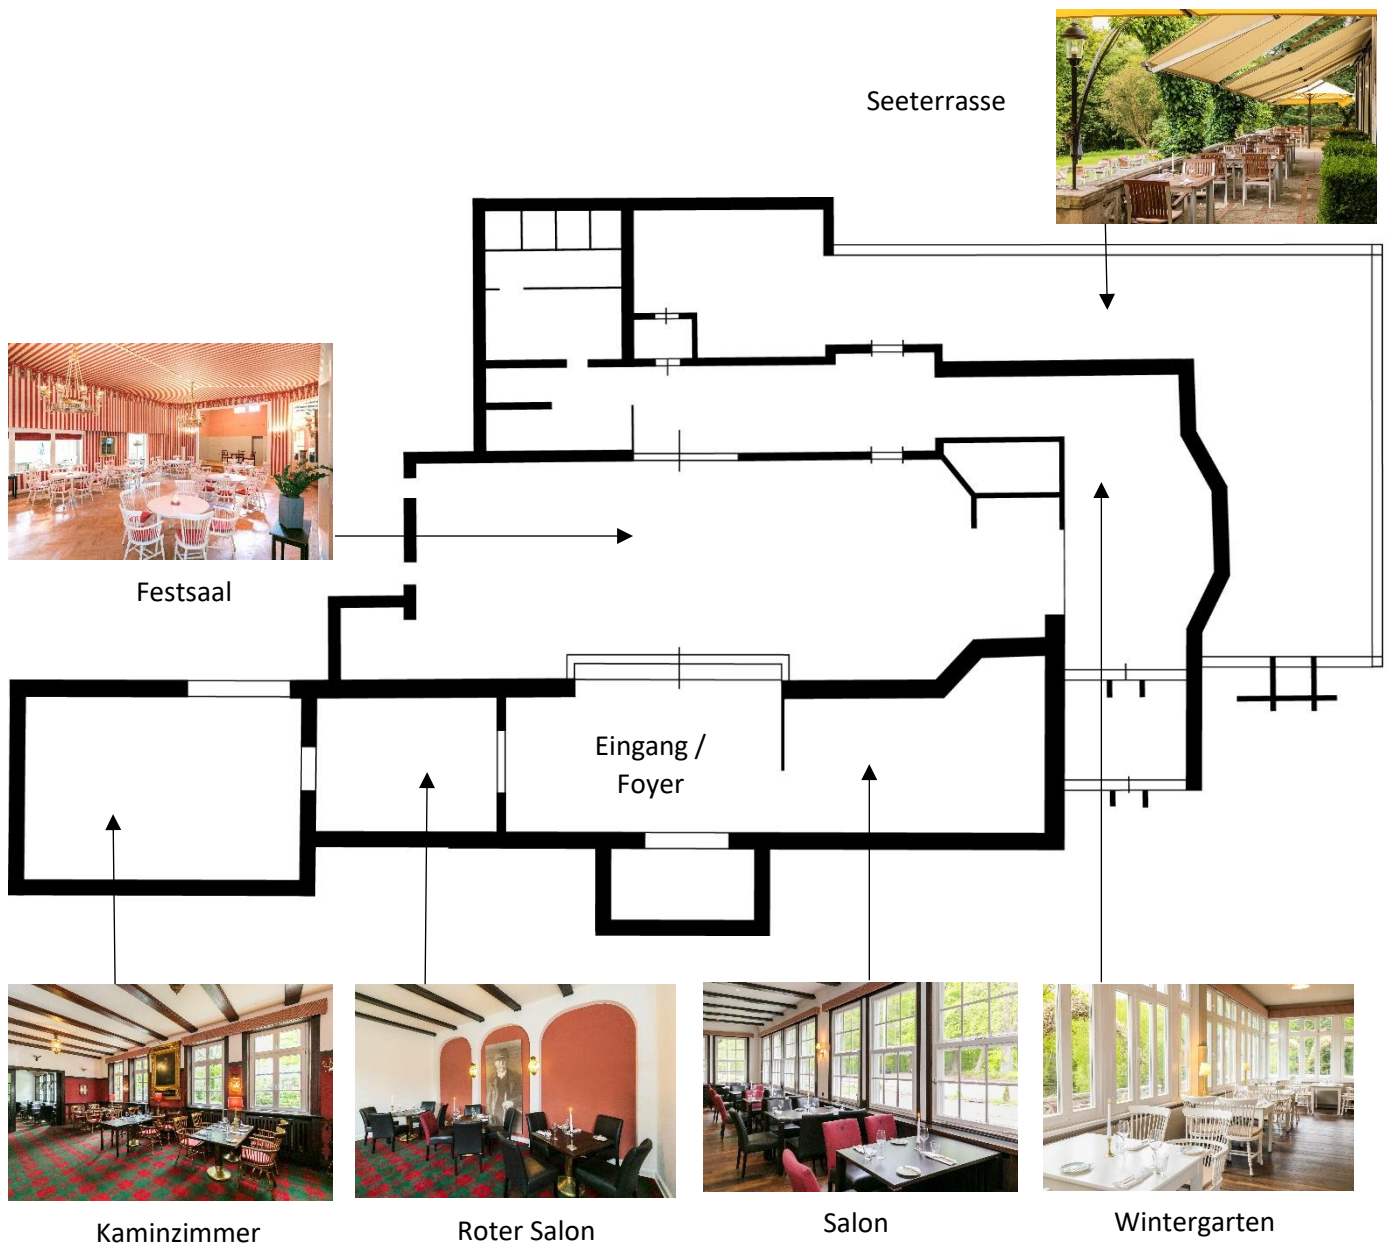 Seeterrasse
Festsaal
Eingang /
Foyer
Kaminzimmer
Roter Salon
Salon
Wintergarten